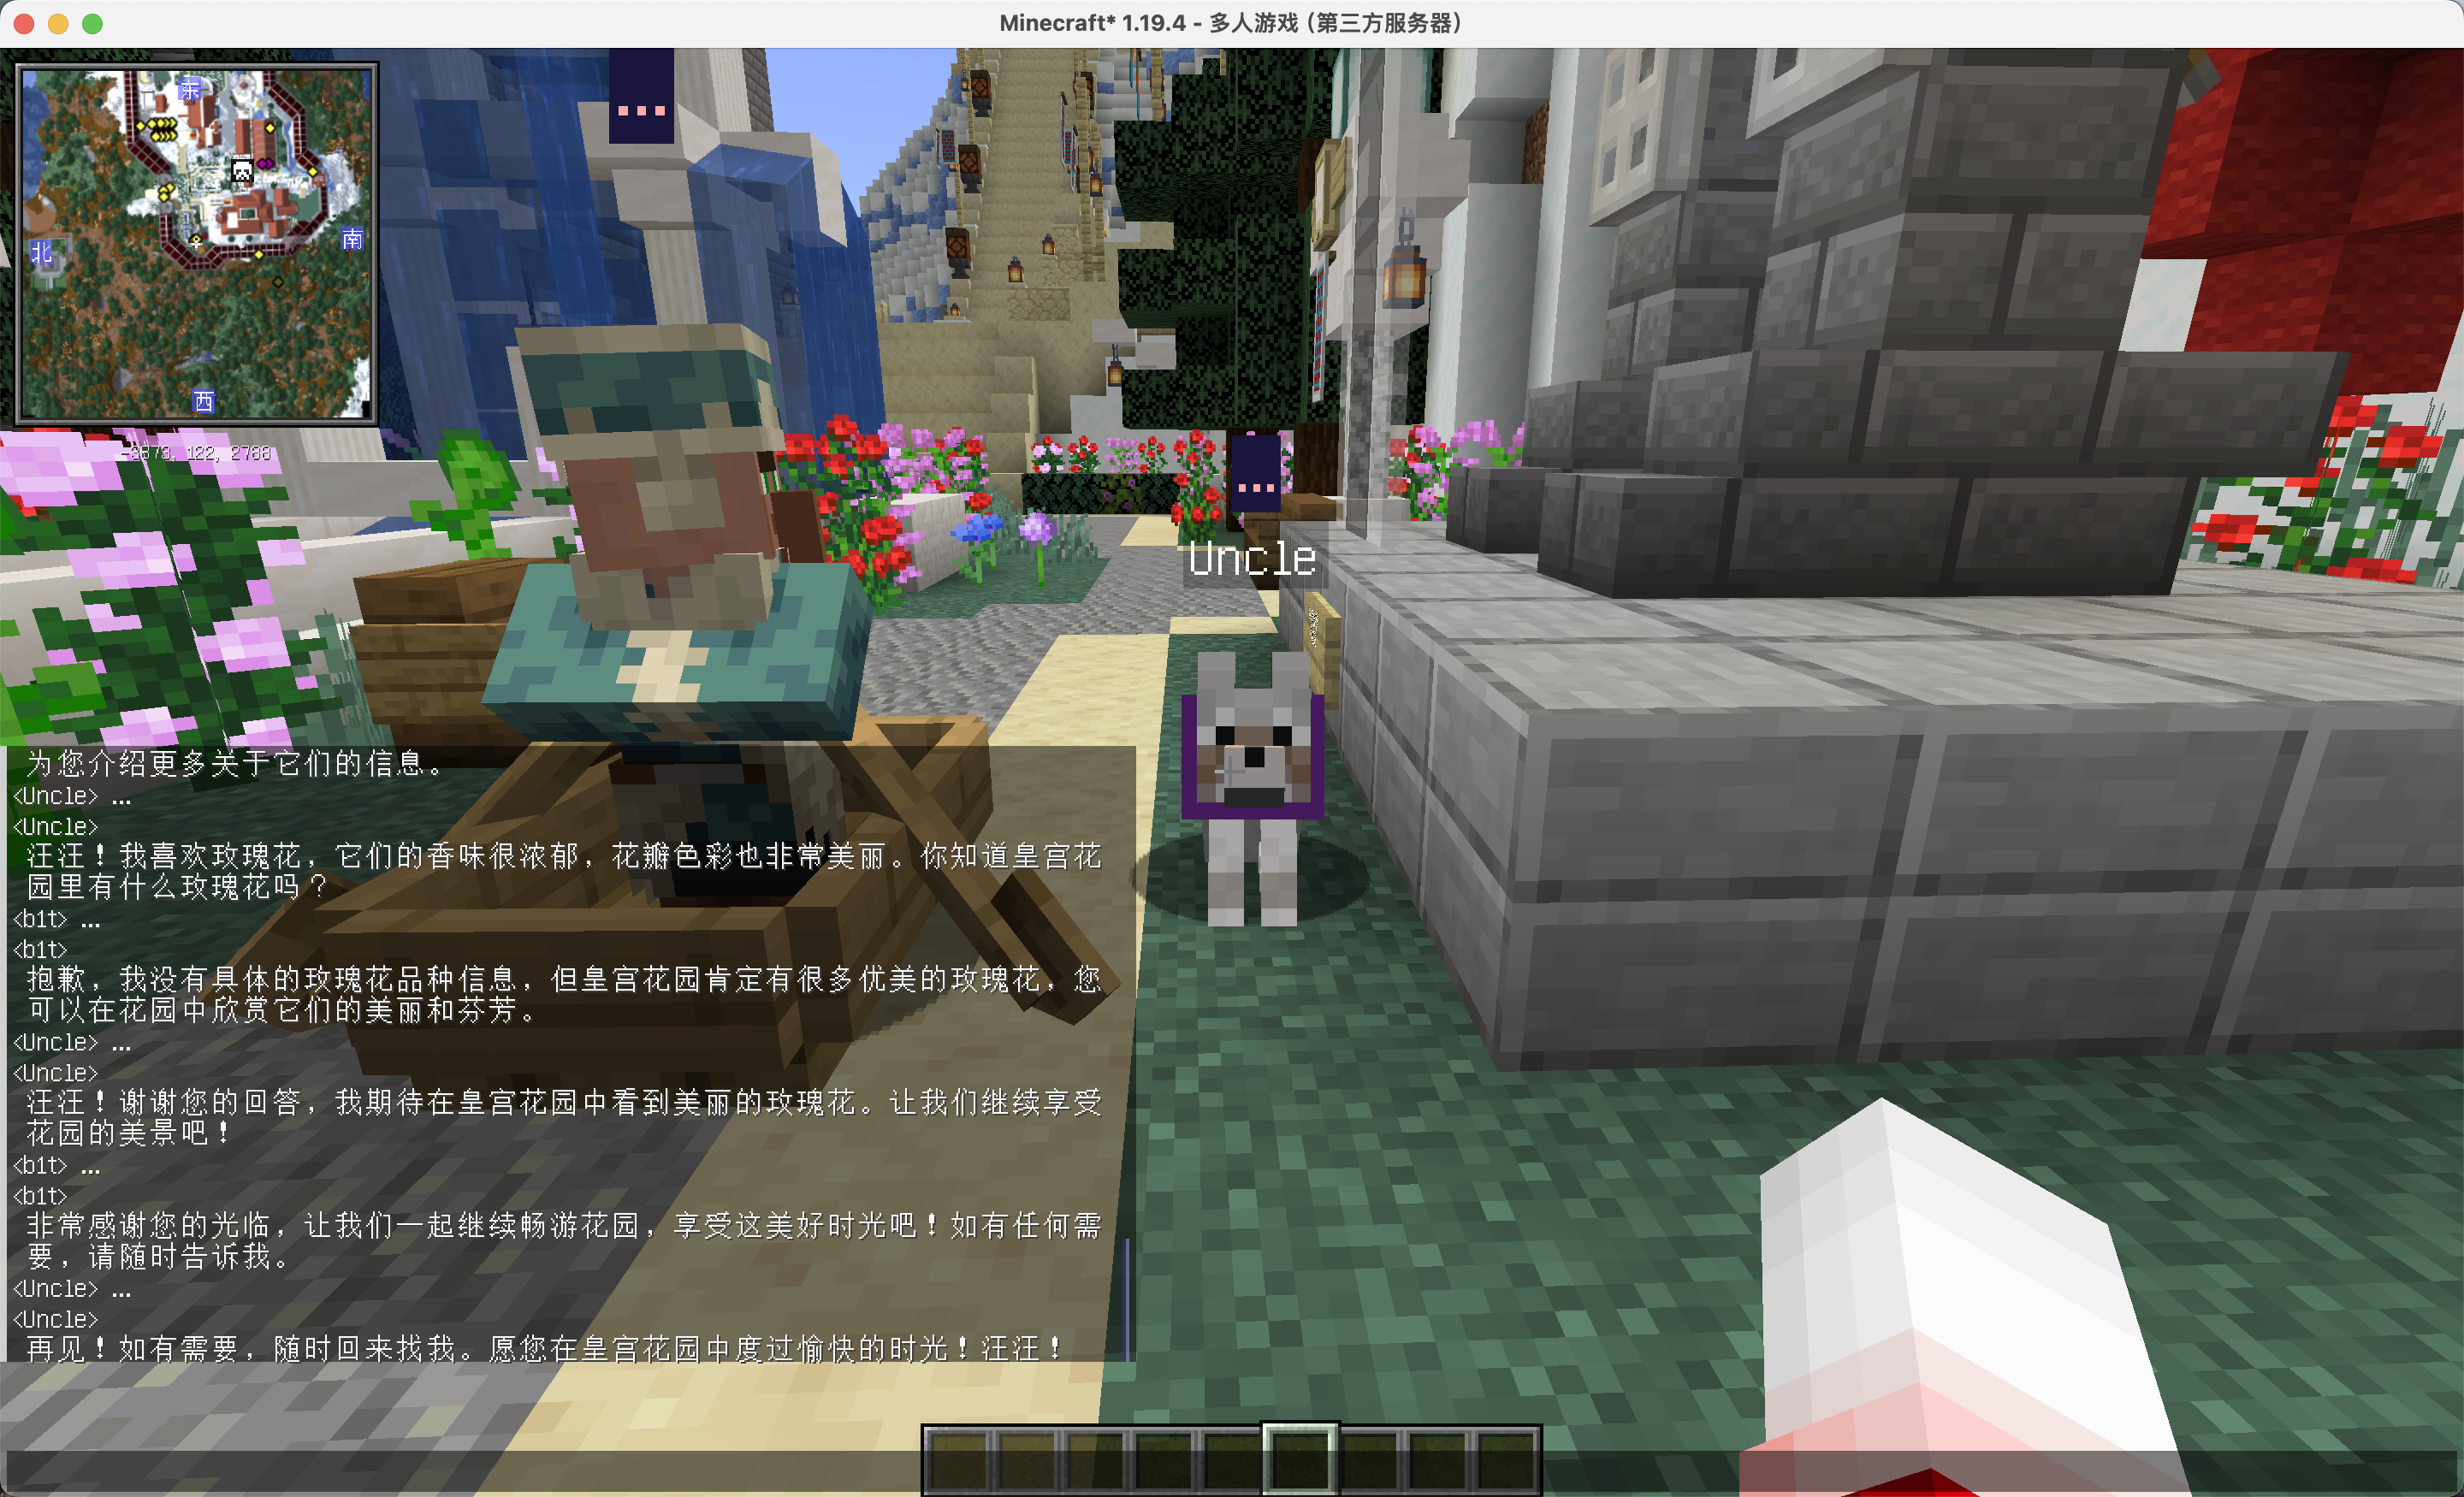 Minecraft* 1.19.4 - 多人游戏 (第三方服务器)
东
北
南
西
-3873, 122, 2788
Uncle
为您介绍更多关于它们的信息。
<Uncle> ...
<Uncle>
汪汪！我喜欢玫瑰花，它们的香味很浓郁，花瓣色彩也非常美丽。你知道皇宫花
园里有什么玫瑰花吗？
<b1t> ...
<b1t>
抱歉，我没有具体的玫瑰花品种信息，但皇宫花园肯定有很多优美的玫瑰花，您
可以在花园中欣赏它们的美丽和芬芳。
<Uncle> ...
<Uncle>
汪汪！谢谢您的回答，我期待在皇宫花园中看到美丽的玫瑰花。让我们继续享受
花园的美景吧！
<b1t> ...
<b1t>
非常感谢您的光临，让我们一起继续畅游花园，享受这美好时光吧！如有任何需
要，请随时告诉我。
<Uncle> ...
<Uncle>
再见！如有需要，随时回来找我。愿您在皇宫花园中度过愉快的时光！汪汪！